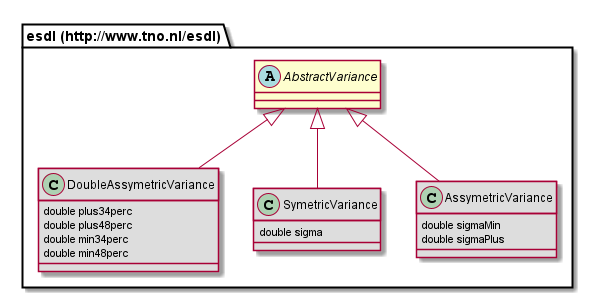 esdl (http://www.tno.nl/esdl)
A AbstractVariance
C DoubleAssymetricVariance
double plus34perc
double plus48perc
double min34perc
double min48perc
C SymetricVariance
double sigma
C AssymetricVariance
double sigmaMin
double sigmaPlus